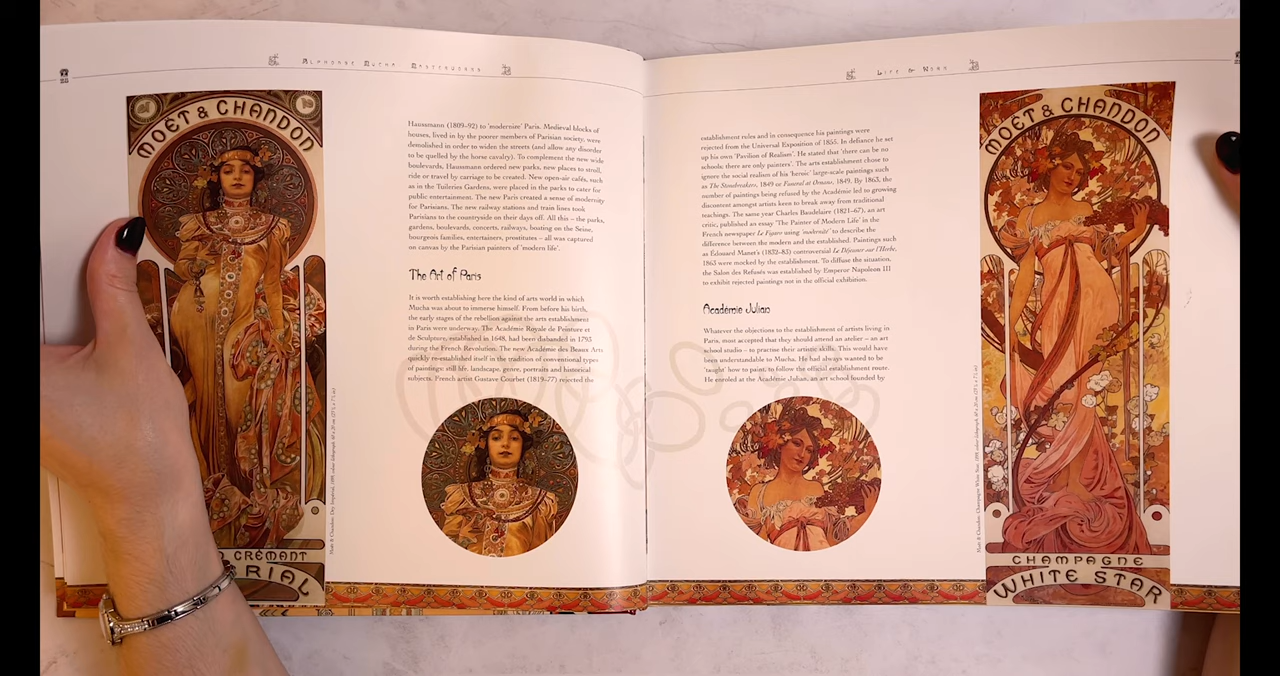 Alphonse Mucha Masterworks
MOËT & CHANDON
CRÉMANT
RIAL
Haussmann (1809–92) to 'modernise' Paris. Medieval blocks of
houses, lived in by the poorer members of Parisian society, were
demolished in order to widen the streets (and allow any disorder
to be quelled by the horse cavalry). To complement the new wide
boulevards, Haussmann ordered new parks, new places to stroll,
ride or travel by carriage to be created. New open-air cafés, such
as in the Tuileries Gardens, were placed in the parks to cater for
public entertainment. The new Paris created a sense of modernity
for Parisians. The new railway stations and train lines took
Parisians to the countryside on their days off. All this – the parks,
gardens, boulevards, concerts, railways, boating on the Seine,
bourgeois families, entertainers, prostitutes – all was captured
on canvas by the Parisian painters of 'modern life'.
The Art of Paris
It is worth establishing here the kind of arts world in which
Mucha was about to immerse himself. From before his birth,
the early stages of the rebellion against the arts establishment
in Paris were underway. The Académie Royale de Peinture et
de Sculpture, established in 1648, had been disbanded in 1793
during the French Revolution. The new Académie des Beaux Arts
quickly re-established itself in the tradition of conventional types
of paintings: still life, landscape, genre, portraits and historical
subjects. French artist Gustave Courbet (1819–77) rejected the
Life & Work
establishment rules and in consequence his paintings were
rejected from the Universal Exposition of 1855. In defiance he set
up his own 'Pavilion of Realism'. He stated that 'there can be no
schools; there are only painters'. The arts establishment chose to
ignore the social realism of his 'heroic' large-scale paintings such
as The Stonebreakers, 1849 or Funeral at Ornans, 1849. By 1863, the
number of paintings being refused by the Académie led to growing
discontent amongst artists keen to break away from traditional
teachings. The same year Charles Baudelaire (1821–67), an art
critic, published an essay 'The Painter of Modern Life' in the
French newspaper Le Figaro using 'modernité' to describe the
difference between the modern and the established. Paintings such
as Édouard Manet's (1832–83) controversial Le Déjeuner sur l'Herbe,
1863 were mocked by the establishment. To diffuse the situation,
the Salon des Refusés was established by Emperor Napoleon III
to exhibit rejected paintings not in the official exhibition.
Académie Julian
Whatever the objections to the establishment of artists living in
Paris, most accepted that they should attend an atelier – an art
school studio – to practise their artistic skills. This would have
been understandable to Mucha. He had always wanted to be
'taught' how to paint, to follow the official establishment route.
He enroled at the Académie Julian, an art school founded by
MOËT & CHANDON
CHAMPAGNE
WHITE STAR